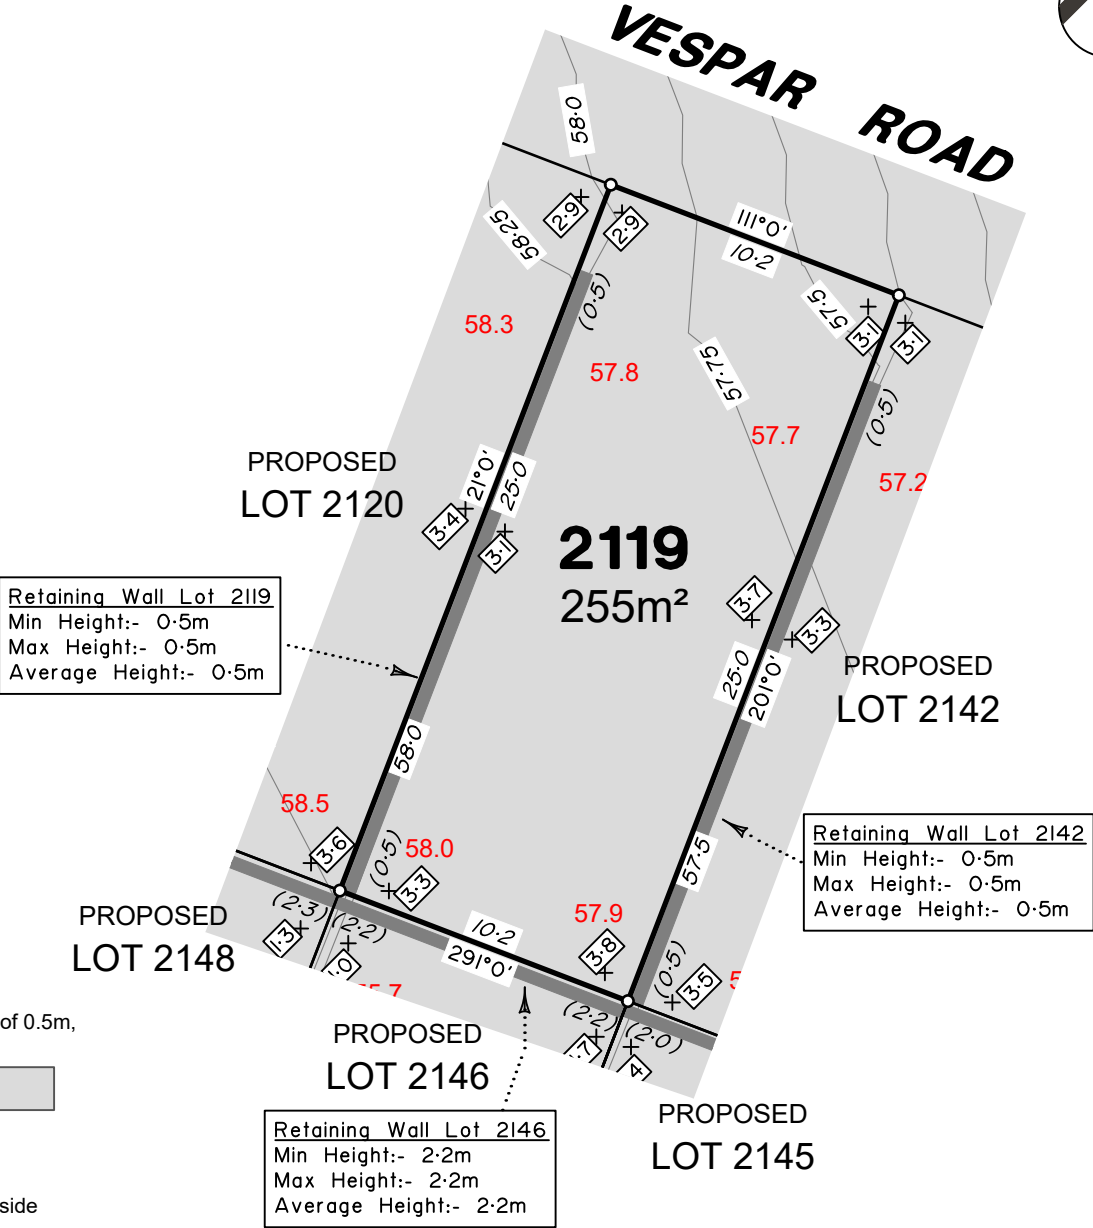 VESPAR ROAD
58·0
2·9
2·9
111°0'
10·2
58·25
(0·5)
57·5
3·1
3·1
58.3
57.8
57·75
(0·5)
57.7
57.2
PROPOSED
LOT 2120
21°0'
25·0
3·4
3·1
2119
255m²
3·7
3·3
Retaining Wall Lot 2119
Min Height:- 0·5m
Max Height:- 0·5m
Average Height:- 0·5m
25·0
201°0'
PROPOSED
LOT 2142
58·0
58.5
3·6
(0·5)
58.0
3·3
57·5
Retaining Wall Lot 2142
Min Height:- 0·5m
Max Height:- 0·5m
Average Height:- 0·5m
PROPOSED
LOT 2148
(2·3)
(2·2)
1·3
10·2
291°0'
57.9
3·8
(0·5)
3·5
(2·2)
(2·0)
of 0.5m,
PROPOSED
LOT 2146
PROPOSED
LOT 2145
Retaining Wall Lot 2146
Min Height:- 2·2m
Max Height:- 2·2m
Average Height:- 2·2m
side